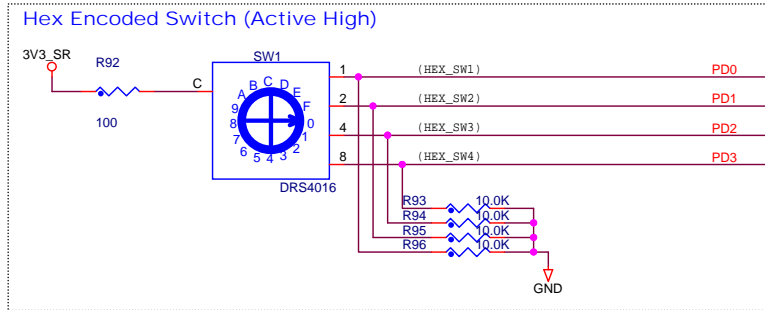 Hex Encoded Switch (Active High)
3V3_SR
R92
100
SW1
C
A B C D E F 0 1 2 3 4 5 6 7 8 9
DRS4016
1 (HEX_SW1) PD0
2 (HEX_SW2) PD1
4 (HEX_SW3) PD2
8 (HEX_SW4) PD3
R93 10.0K
R94 10.0K
R95 10.0K
R96 10.0K
GND